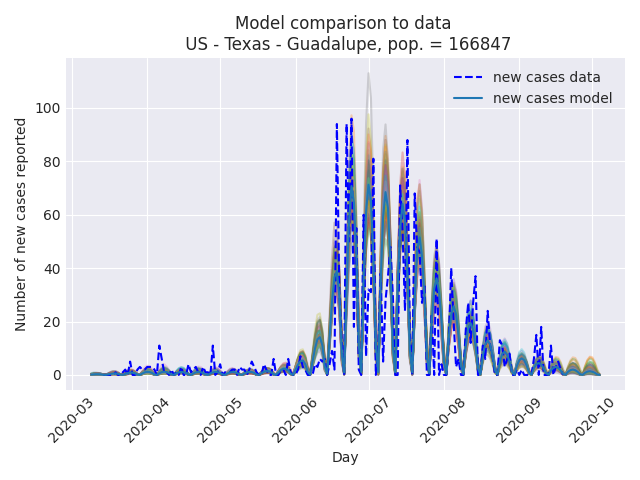 Model comparison to data
US - Texas - Guadalupe, pop. = 166847
new cases data
new cases model
Number of new cases reported
100
80
60
40
20
0
2020-03
2020-04
2020-05
2020-06
2020-07
2020-08
2020-09
2020-10
Day